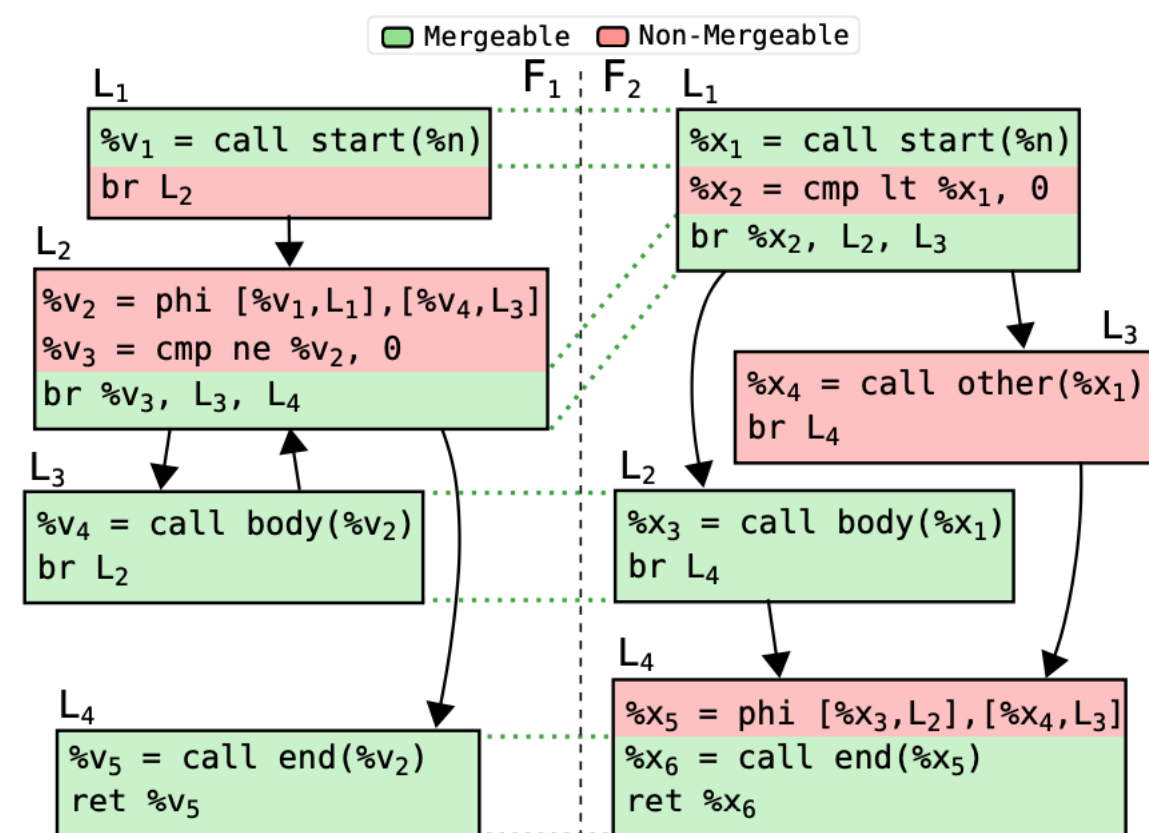 Mergeable Non-Mergeable
F₁ F₂
L₁
%v₁ = call start(%n)
br L₂
L₂
%v₂ = phi [%v₁,L₁],[%v₄,L₃]
%v₃ = cmp ne %v₂, 0
br %v₃, L₃, L₄
L₃
%v₄ = call body(%v₂)
br L₂
L₄
%v₅ = call end(%v₂)
ret %v₅
L₁
%x₁ = call start(%n)
%x₂ = cmp lt %x₁, 0
br %x₂, L₂, L₃
L₃
%x₄ = call other(%x₁)
br L₄
L₂
%x₃ = call body(%x₁)
br L₄
L₄
%x₅ = phi [%x₃,L₂],[%x₄,L₃]
%x₆ = call end(%x₅)
ret %x₆